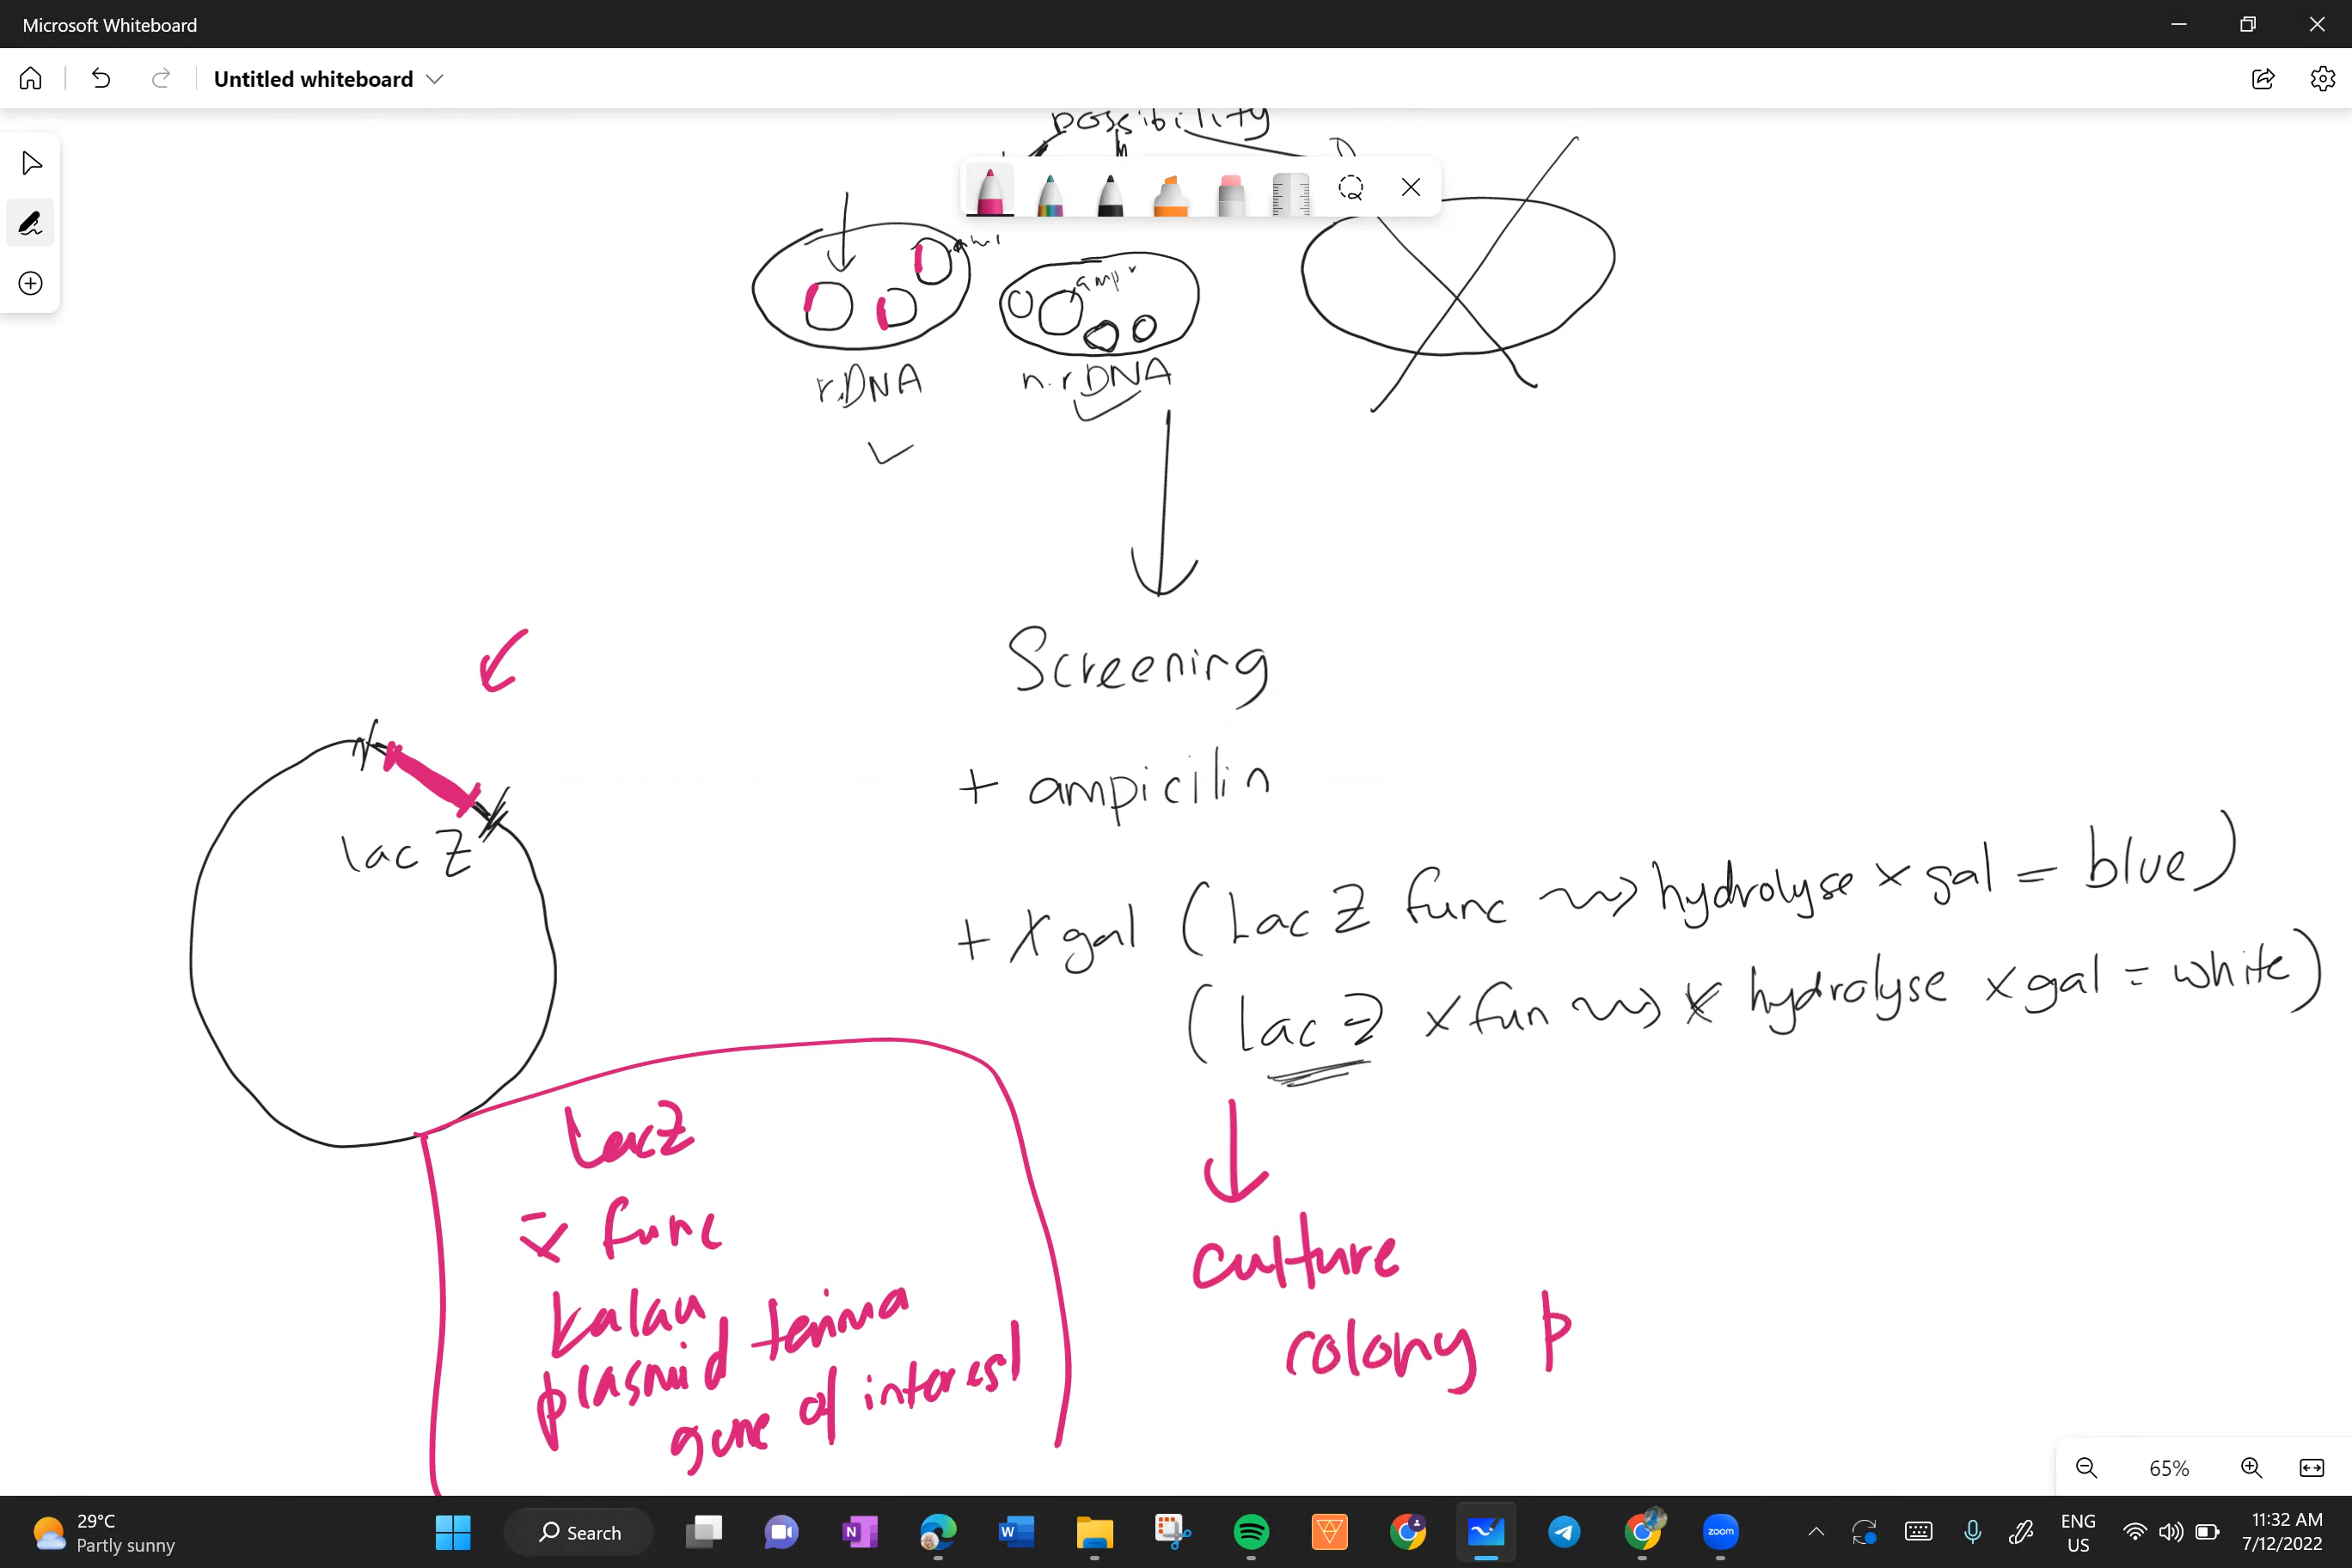 Microsoft Whiteboard
Untitled whiteboard
possibility
amp r
r.DNA
n.rDNA
Screening
+ ampicilin
lac Z
+ X gal (Lac Z func hydrolyse x gal = blue)
(lac Z x fun x hydrolyse x gal = white)
lacZ
x func
kalau
plasmid terima
gene of interest
culture
colony p
65%
29°C
Partly sunny
Search
zoom
ENG
US
11:32 AM
7/12/2022